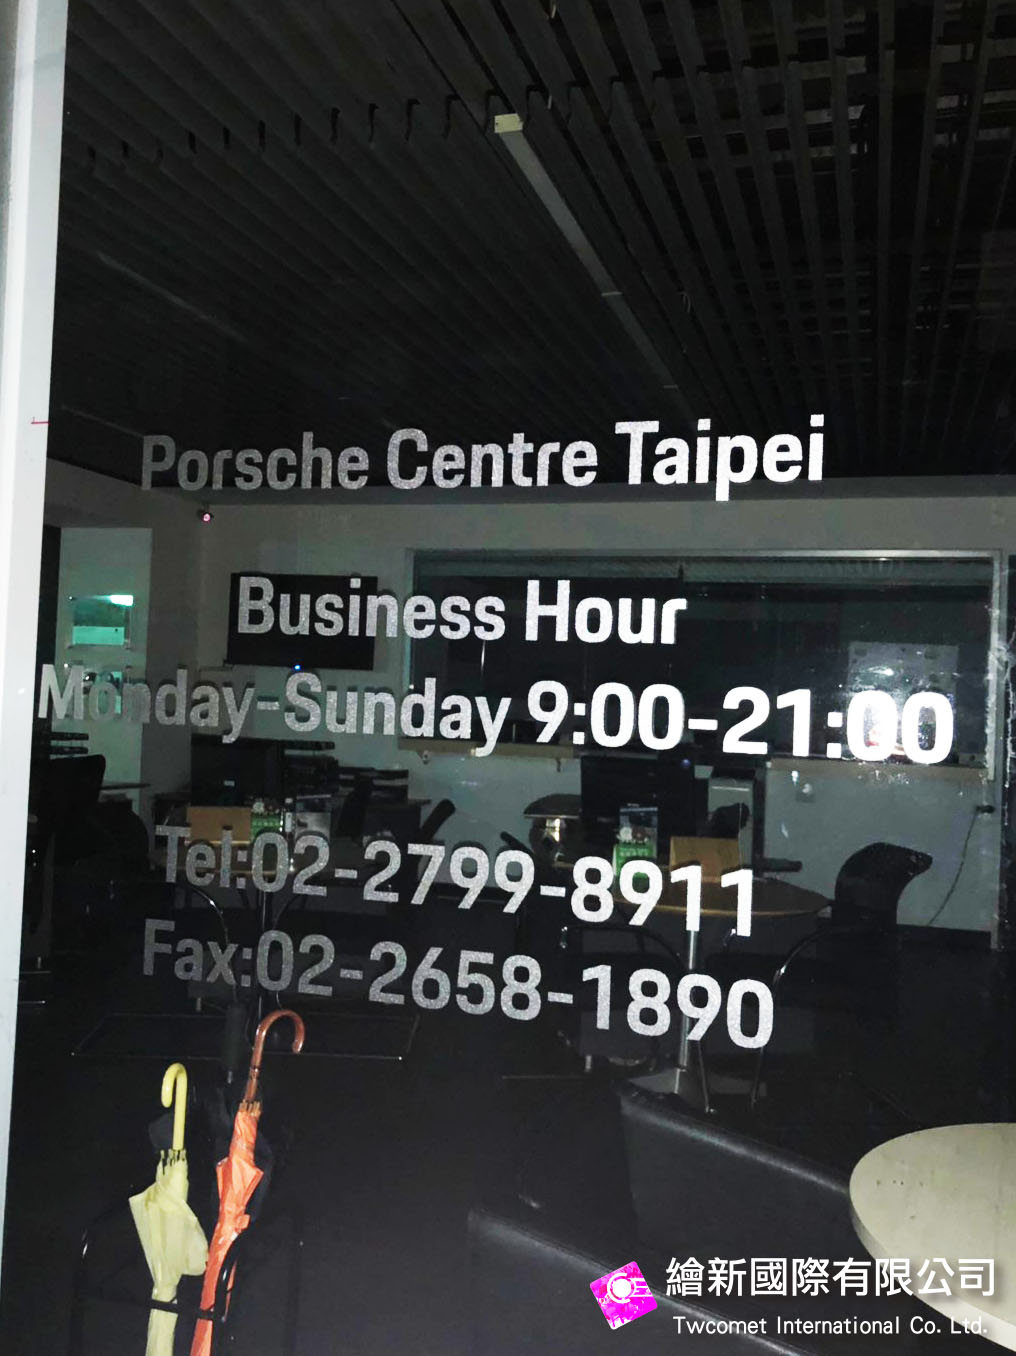 Porsche Centre Taipei
Business Hour
Monday-Sunday 9:00-21:00
Tel:02-2799-8911
Fax:02-2658-1890
繪新國際有限公司
Twcomet International Co. Ltd.